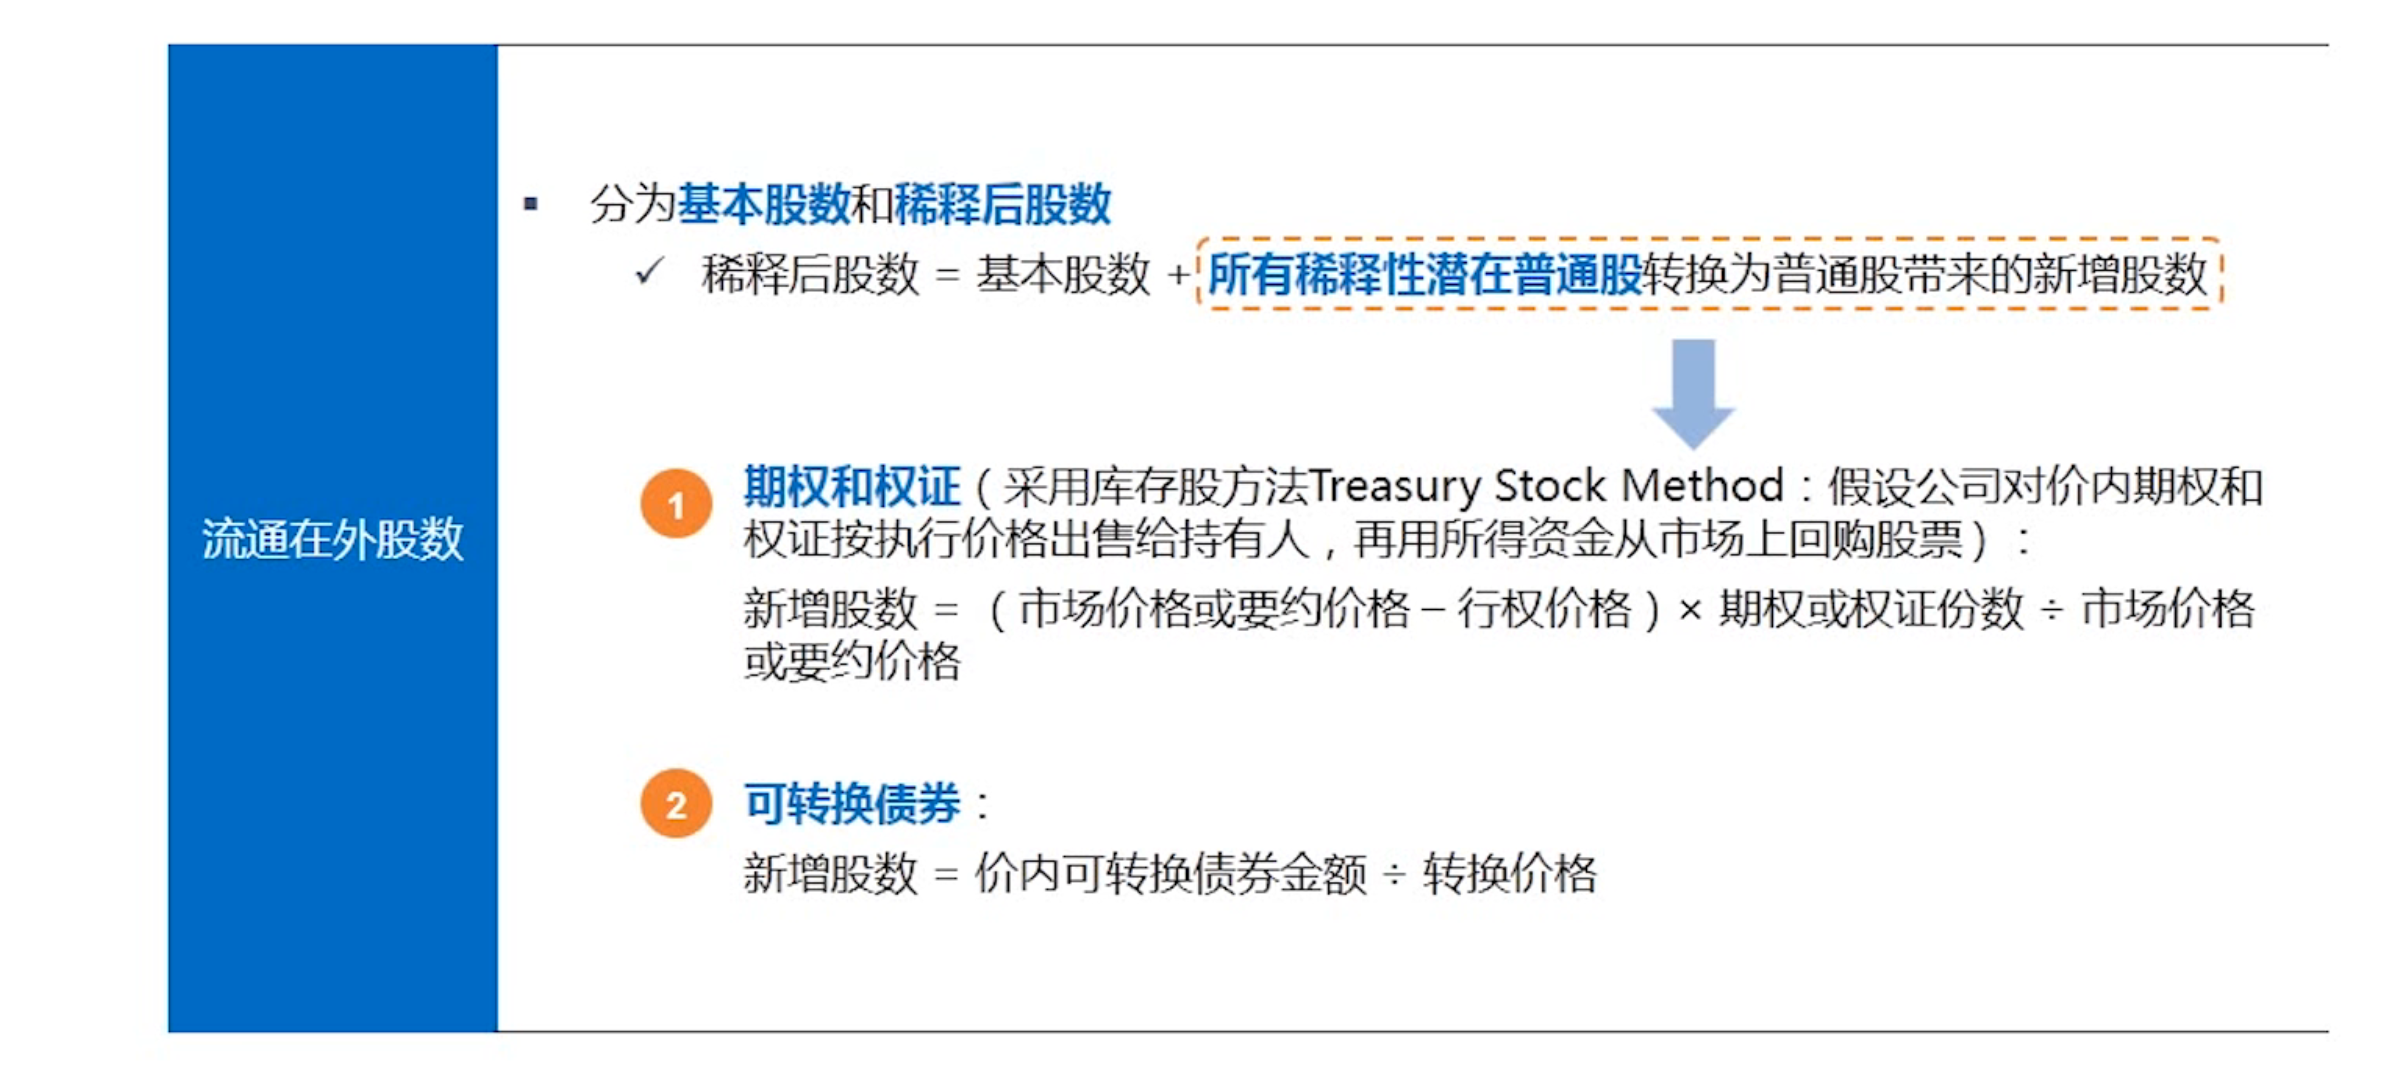 流通在外股数
▪ 分为基本股数和稀释后股数
✓ 稀释后股数 = 基本股数 + 所有稀释性潜在普通股转换为普通股带来的新增股数
1 期权和权证（采用库存股方法Treasury Stock Method：假设公司对价内期权和
权证按执行价格出售给持有人，再用所得资金从市场上回购股票）：
新增股数 = （市场价格或要约价格 – 行权价格）× 期权或权证份数 ÷ 市场价格
或要约价格
2 可转换债券：
新增股数 = 价内可转换债券金额 ÷ 转换价格